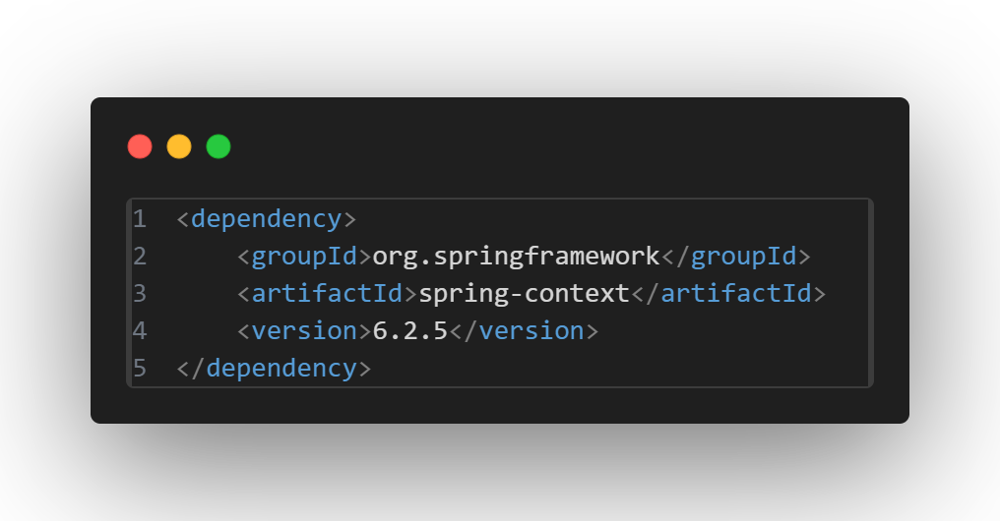 1 <dependency>
2     <groupId>org.springframework</groupId>
3     <artifactId>spring-context</artifactId>
4     <version>6.2.5</version>
5 </dependency>